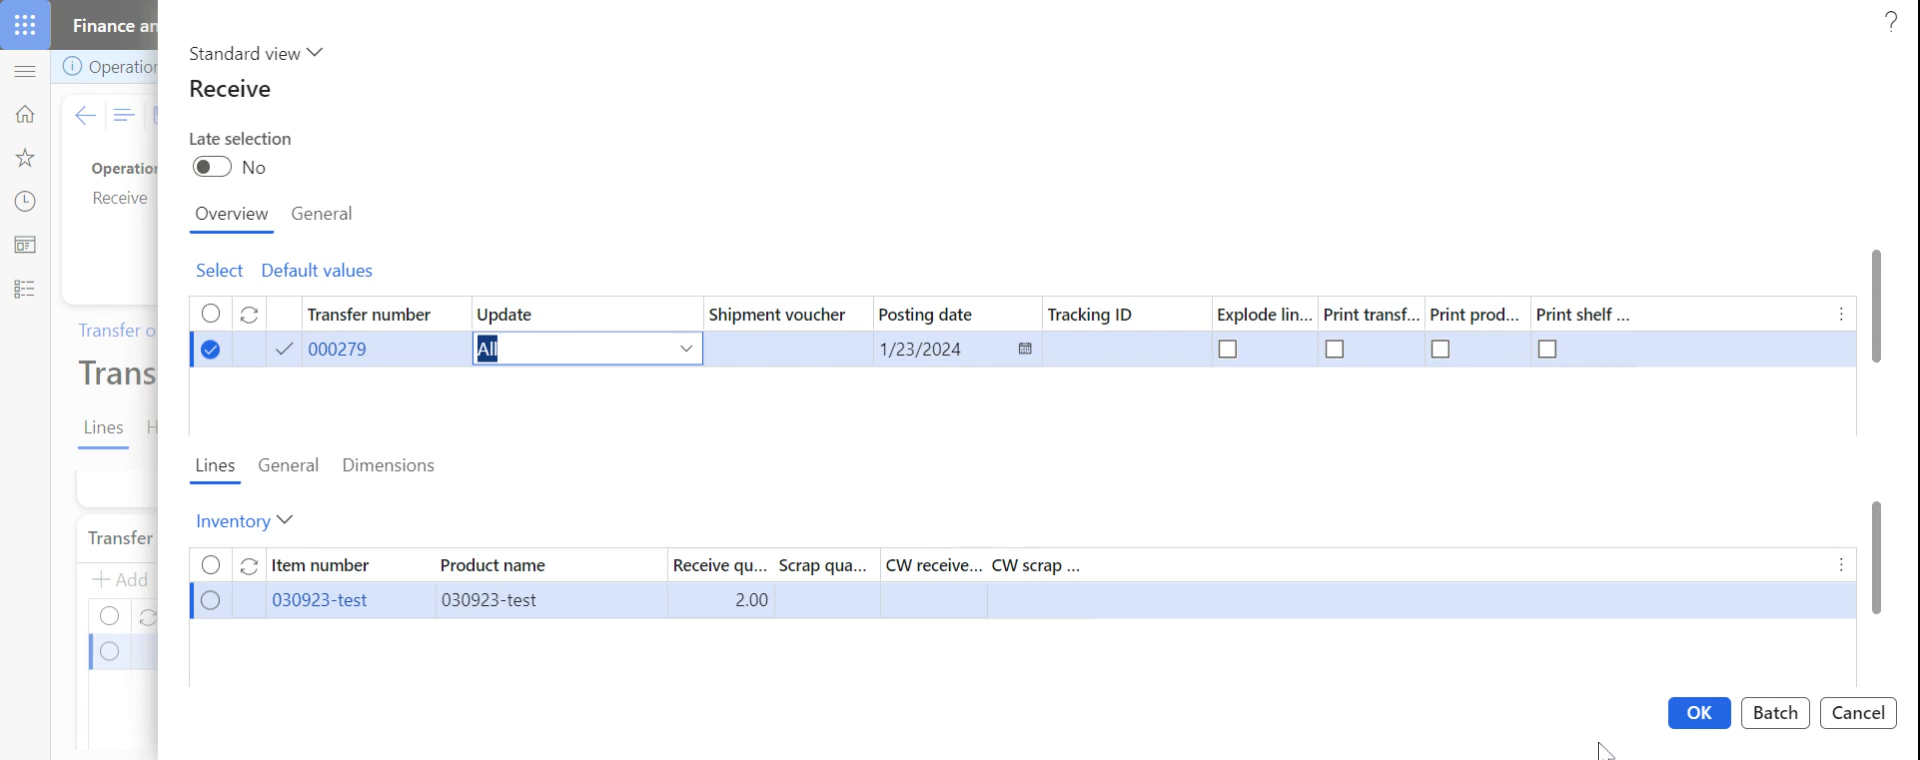 Finance an
?
Operation
Standard view
Receive
Late selection
No
Operation
Receive
Overview General
Select Default values
Transfer number Update Shipment voucher Posting date Tracking ID Explode lin... Print transf... Print prod... Print shelf ...
000279 All 1/23/2024
Transfer o
Trans
Lines H
Lines General Dimensions
Inventory
Transfer
+ Add
Item number Product name Receive qu... Scrap qua... CW receive... CW scrap ...
030923-test 030923-test 2.00
OK Batch Cancel